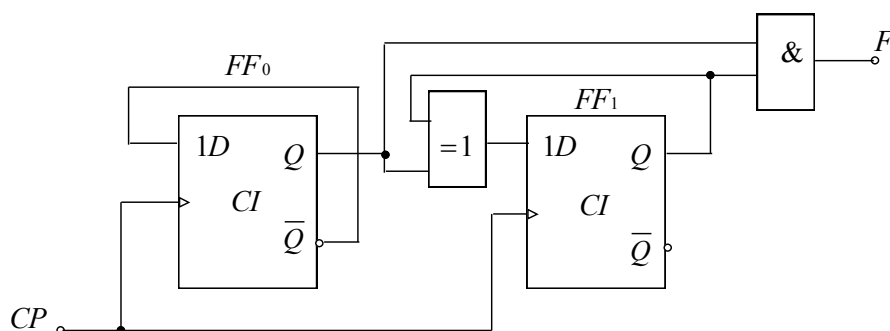 F
&
FF₀
FF₁
1D
Q
=1
1D
Q
CI
CI
Q̅
Q̅
CP